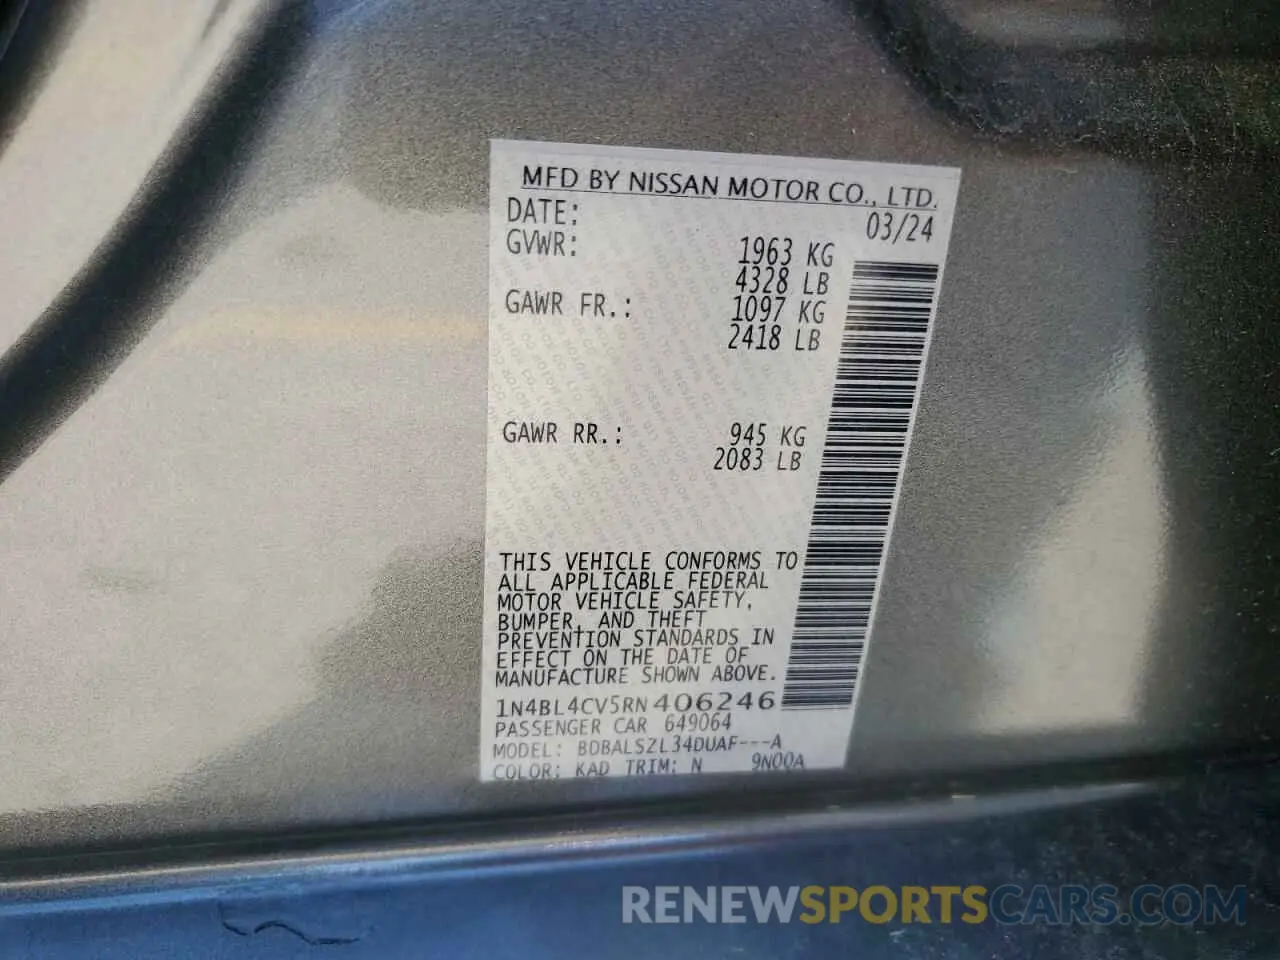 MFD BY NISSAN MOTOR CO., LTD.
DATE: 03/24
GVWR: 1963 KG
4328 LB
GAWR FR.: 1097 KG
2418 LB
GAWR RR.: 945 KG
2083 LB
THIS VEHICLE CONFORMS TO
ALL APPLICABLE FEDERAL
MOTOR VEHICLE SAFETY,
BUMPER, AND THEFT
PREVENTION STANDARDS IN
EFFECT ON THE DATE OF
MANUFACTURE SHOWN ABOVE.
1N4BL4CV5RN406246
PASSENGER CAR 649064
MODEL: BDBALSZL34DUAF---A
COLOR: KAD TRIM: N 9N00A
RENEWSPORTSCARS.COM